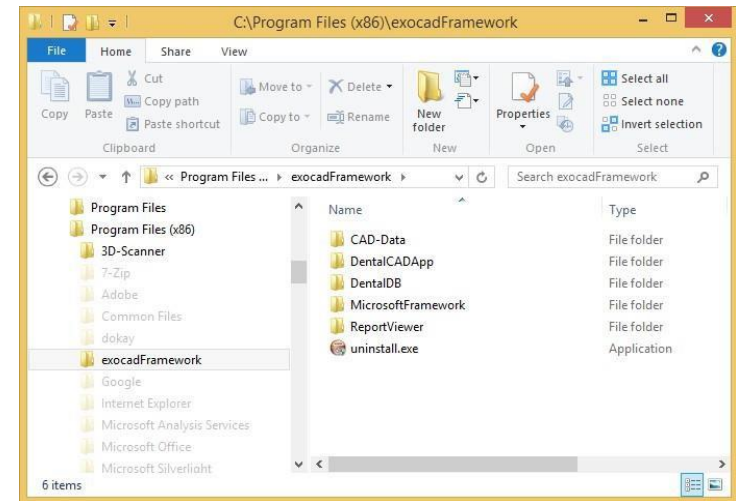 C:\Program Files (x86)\exocadFramework
File Home Share View
Copy
Paste
Cut
Copy path
Paste shortcut
Clipboard
Move to
Copy to
Delete
Rename
Organize
New folder
New
Properties
Open
Select all
Select none
Invert selection
Select
« Program Files ... exocadFramework
Search exocadFramework
Program Files
Program Files (x86)
3D-Scanner
7-Zip
Adobe
Common Files
dokay
exocadFramework
Google
Internet Explorer
Microsoft Analysis Services
Microsoft Office
Microsoft Silverlight
Name Type
CAD-Data File folder
DentalCADApp File folder
DentalDB File folder
MicrosoftFramework File folder
ReportViewer File folder
uninstall.exe Application
6 items